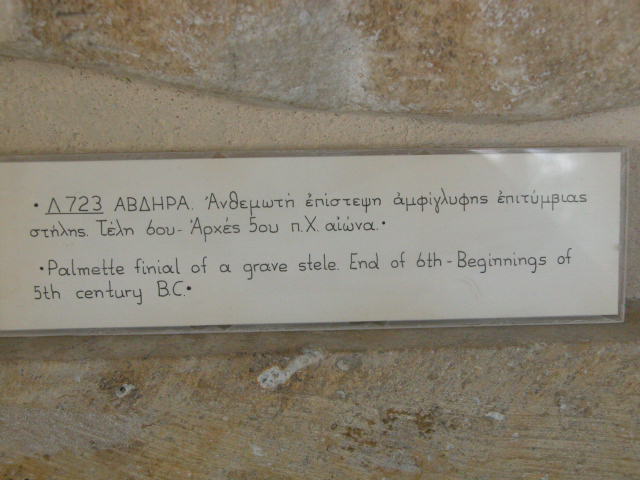 • Λ723 ΑΒΔΗΡΑ. Ἀνθεμωτή ἐπίστεψη ἀμφίγλυφης ἐπιτύμβιας
στήλης. Τέλη 6ου - Ἀρχές 5ου π.Χ. αἰώνα. •
• Palmette finial of a grave stele. End of 6th - Beginnings of
5th century B.C. •